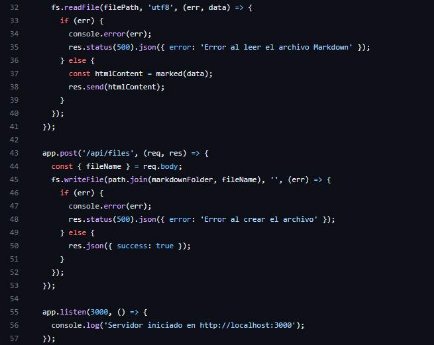 32 fs.readFile(filePath, 'utf8', (err, data) => {
33 if (err) {
34 console.error(err);
35 res.status(500).json({ error: 'Error al leer el archivo Markdown' });
36 } else {
37 const htmlContent = marked(data);
38 res.send(htmlContent);
39 }
40 });
41 });
42
43 app.post('/api/files', (req, res) => {
44 const { fileName } = req.body;
45 fs.writeFile(path.join(markdownFolder, fileName), '', (err) => {
46 if (err) {
47 console.error(err);
48 res.status(500).json({ error: 'Error al crear el archivo' });
49 } else {
50 res.json({ success: true });
51 }
52 });
53 });
54
55 app.listen(3000, () => {
56 console.log('Servidor iniciado en http://localhost:3000');
57 });